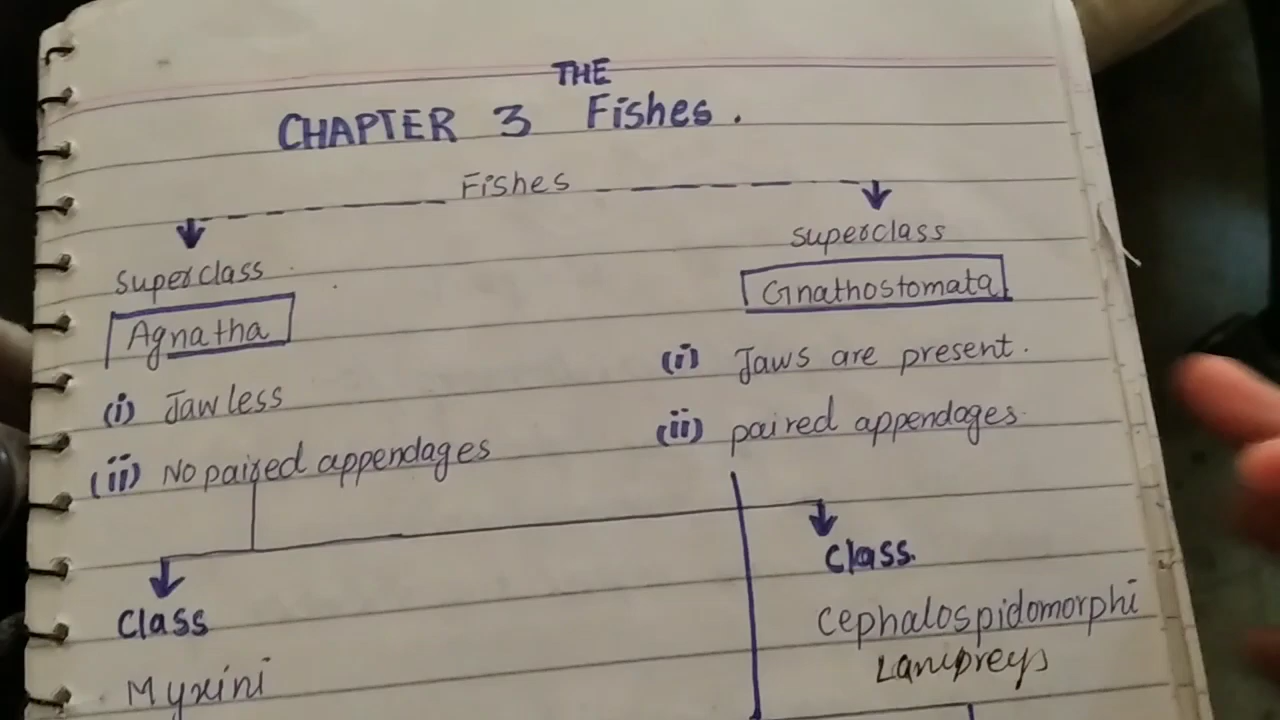 THE
CHAPTER 3 Fishes.
Fishes
superclass
Agnatha
(i) Jawless
(ii) No paired appendages
superclass
Gnathostomata
(i) Jaws are present.
(ii) paired appendages.
Class
Myxini
Class.
Cephalospidomorphi
Lampreys